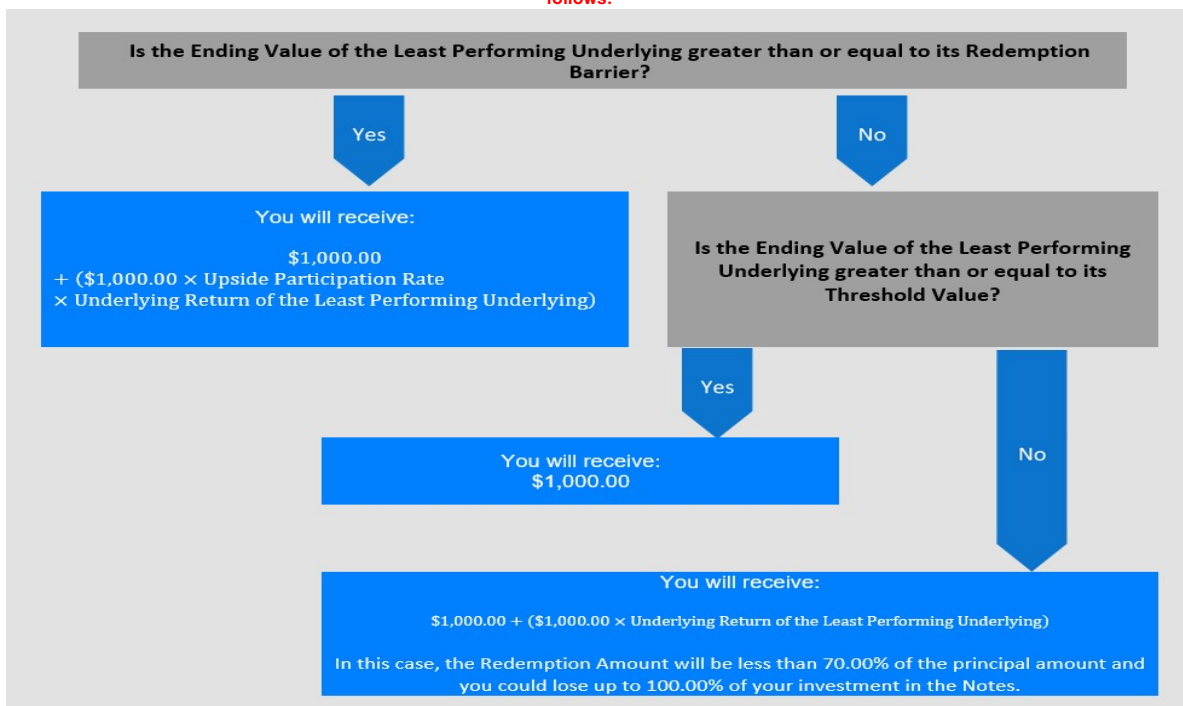 follows:
Is the Ending Value of the Least Performing Underlying greater than or equal to its Redemption
Barrier?
Yes
No
You will receive:
$1,000.00
+ ($1,000.00 × Upside Participation Rate
× Underlying Return of the Least Performing Underlying)
Is the Ending Value of the Least Performing
Underlying greater than or equal to its
Threshold Value?
Yes
No
You will receive:
$1,000.00
You will receive:
$1,000.00 + ($1,000.00 × Underlying Return of the Least Performing Underlying)
In this case, the Redemption Amount will be less than 70.00% of the principal amount and
you could lose up to 100.00% of your investment in the Notes.